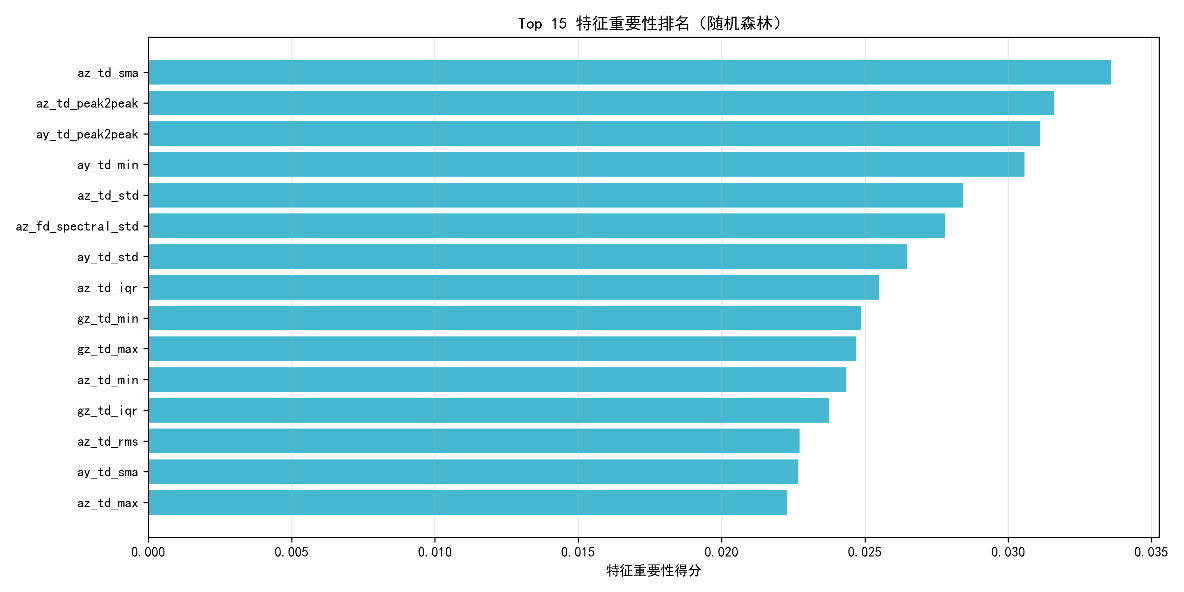 Top 15 特征重要性排名（随机森林）
az_td_sma
az_td_peak2peak
ay_td_peak2peak
ay_td_min
az_td_std
az_fd_spectral_std
ay_td_std
az_td_iqr
gz_td_min
gz_td_max
az_td_min
gz_td_iqr
az_td_rms
ay_td_sma
az_td_max
0.000 0.005 0.010 0.015 0.020 0.025 0.030 0.035
特征重要性得分